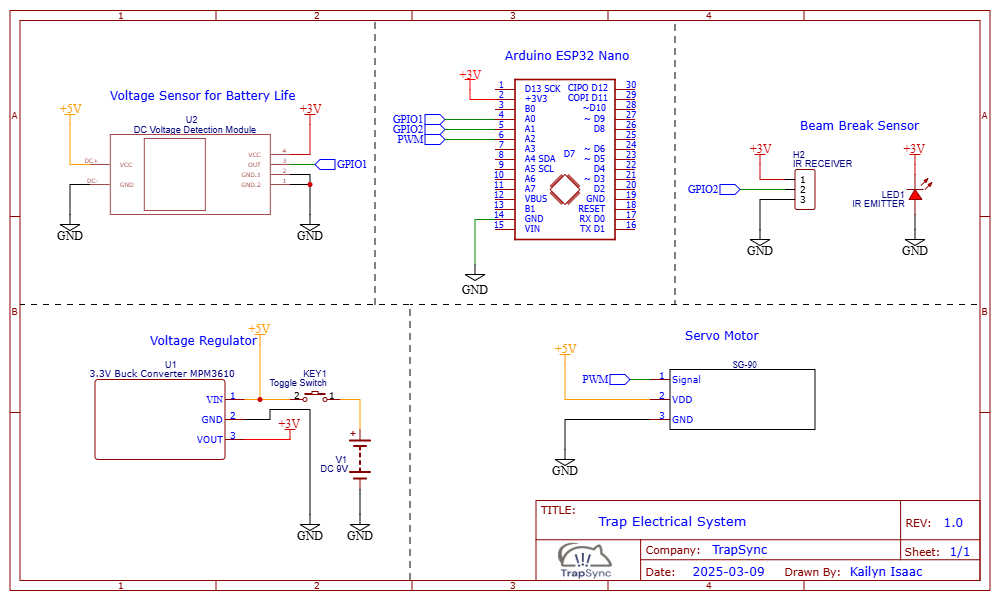 1 2 3 4
A A
B B
Voltage Sensor for Battery Life
+5V
U2
DC Voltage Detection Module
+3V
DC+ VCC
DC- GND
VCC 4
OUT 3
GND.1 2
GND.2 1
GPIO1
GND GND
Arduino ESP32 Nano
+3V
GPIO1
GPIO2
PWM
1 D13 SCK CIPO D12 30
2 +3V3 COPI D11 29
3 B0 ~D10 28
4 A0 ~ D9 27
5 A1 D8 26
6 A2 25
7 A3 ~ D6 24
8 A4 SDA D7 ~ D5 23
9 A5 SCL D4 22
10 A6 ~ D3 21
11 A7 D2 20
12 VBUS GND 19
13 B1 RESET 18
14 GND RX D0 17
15 VIN TX D1 16
GND
Beam Break Sensor
+3V
H2
IR RECEIVER
+3V
GPIO2
1
2
3
LED1
IR EMITTER
GND GND
Voltage Regulator
+5V
U1
3.3V Buck Converter MPM3610
KEY1
Toggle Switch
VIN 1
GND 2
VOUT 3
2 1
+3V
+
V1
DC 9V
GND GND
Servo Motor
+5V
SG-90
PWM
1 Signal
2 VDD
3 GND
GND
TITLE:
Trap Electrical System
REV: 1.0
TrapSync
Company: TrapSync
Sheet: 1/1
Date: 2025-03-09 Drawn By: Kailyn Isaac
1 2 3 4